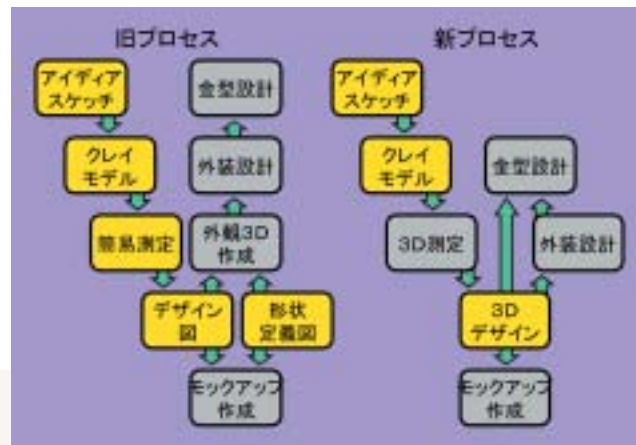 旧プロセス
アイディア
スケッチ
クレイ
モデル
簡易測定
デザイン
図
金型設計
外装設計
外観3D
作成
形状
定義図
モックアップ
作成
新プロセス
アイディア
スケッチ
クレイ
モデル
3D測定
3D
デザイン
金型設計
外装設計
モックアップ
作成